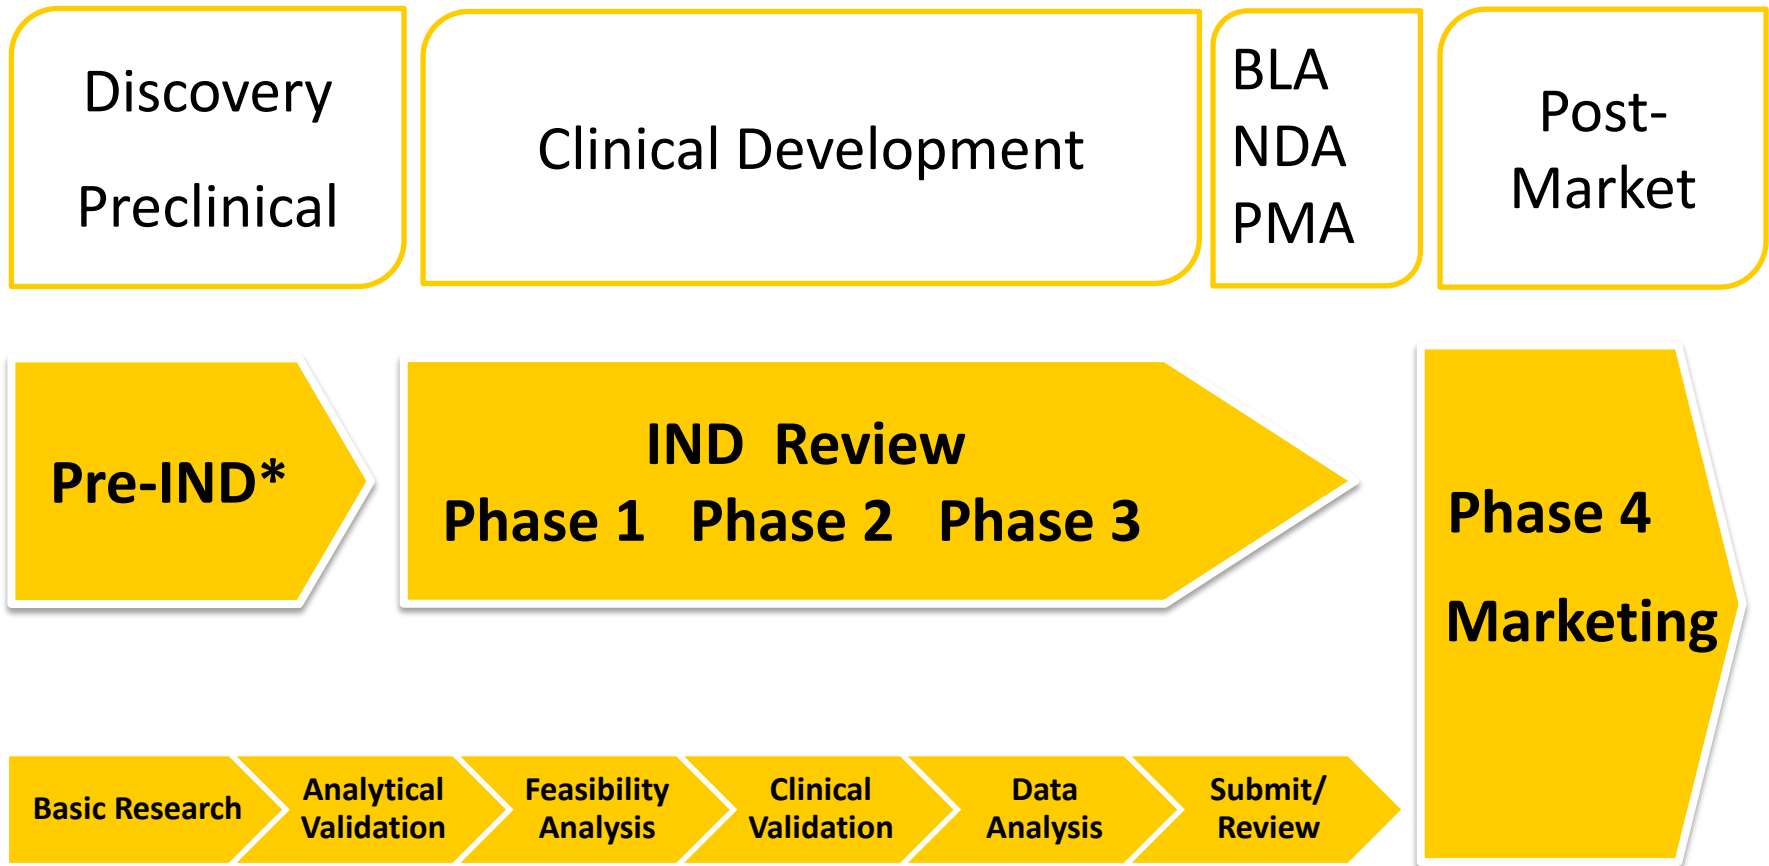 Discovery
Preclinical
Clinical Development
BLA
NDA
PMA
Post-
Market
Pre-IND*
IND Review
Phase 1 Phase 2 Phase 3
Phase 4
Marketing
Basic Research
Analytical
Validation
Feasibility
Analysis
Clinical
Validation
Data
Analysis
Submit/
Review